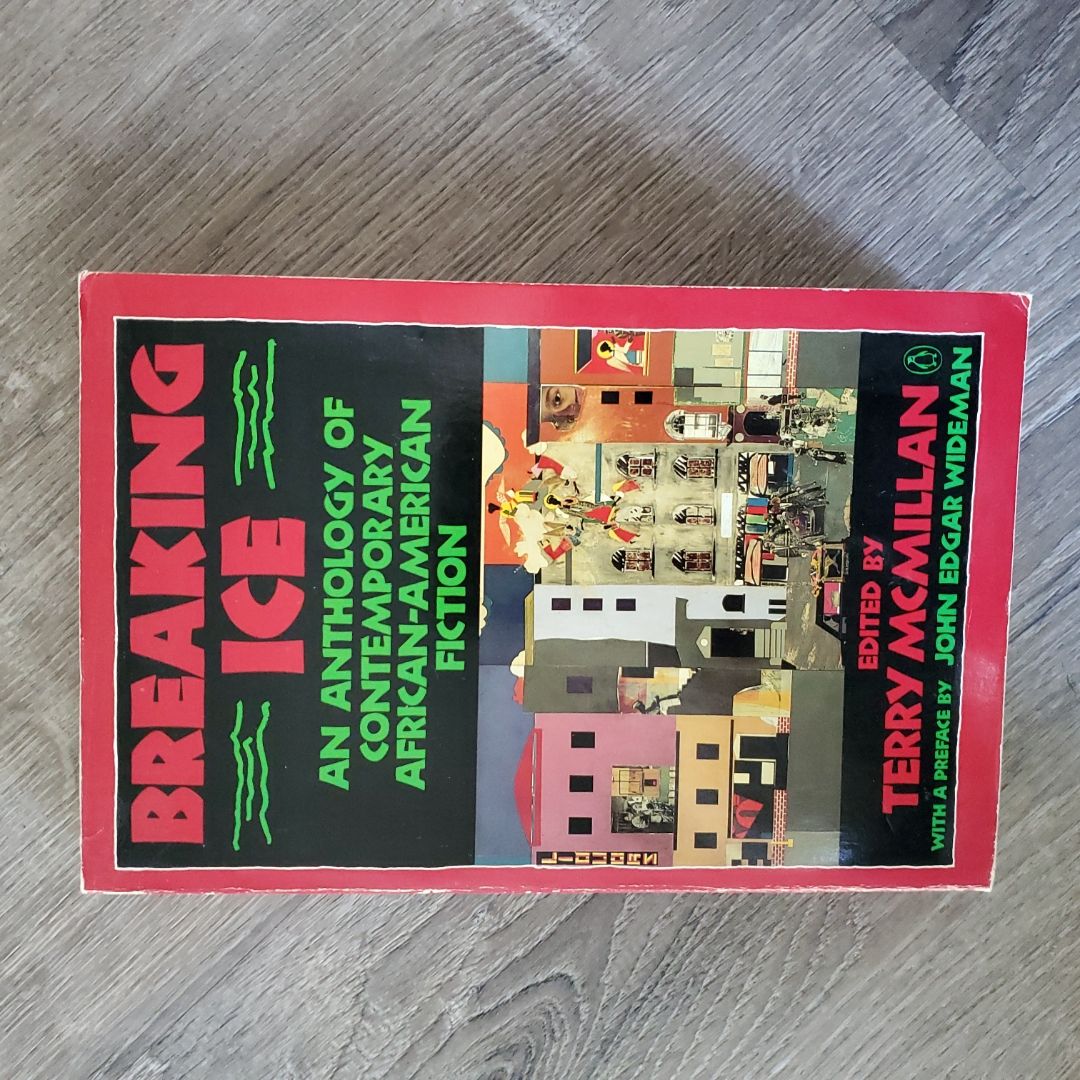 BREAKING
ICE
AN ANTHOLOGY OF
CONTEMPORARY
AFRICAN-AMERICAN
FICTION
LIQUORS
EDITED BY
TERRY MCMILLAN
WITH A PREFACE BY JOHN EDGAR WIDEMAN